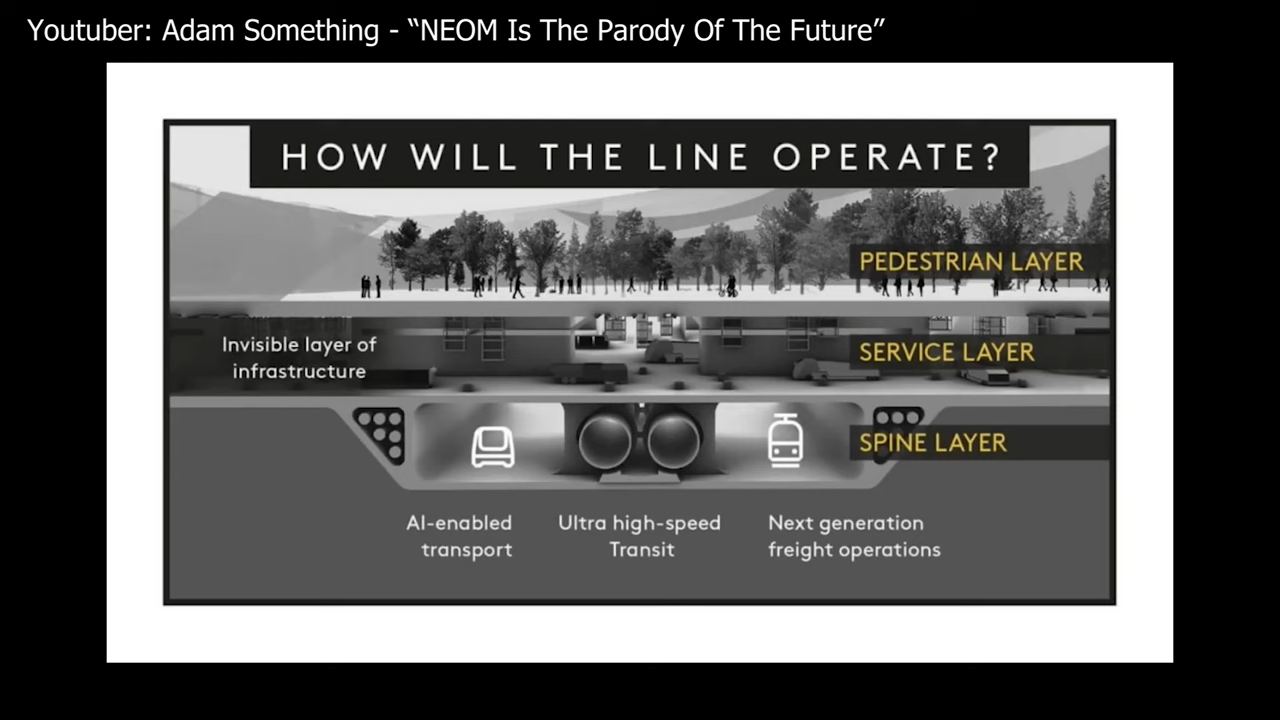 Youtuber: Adam Something - “NEOM Is The Parody Of The Future”
HOW WILL THE LINE OPERATE?
PEDESTRIAN LAYER
Invisible layer of
infrastructure
SERVICE LAYER
SPINE LAYER
AI-enabled
transport
Ultra high-speed
Transit
Next generation
freight operations